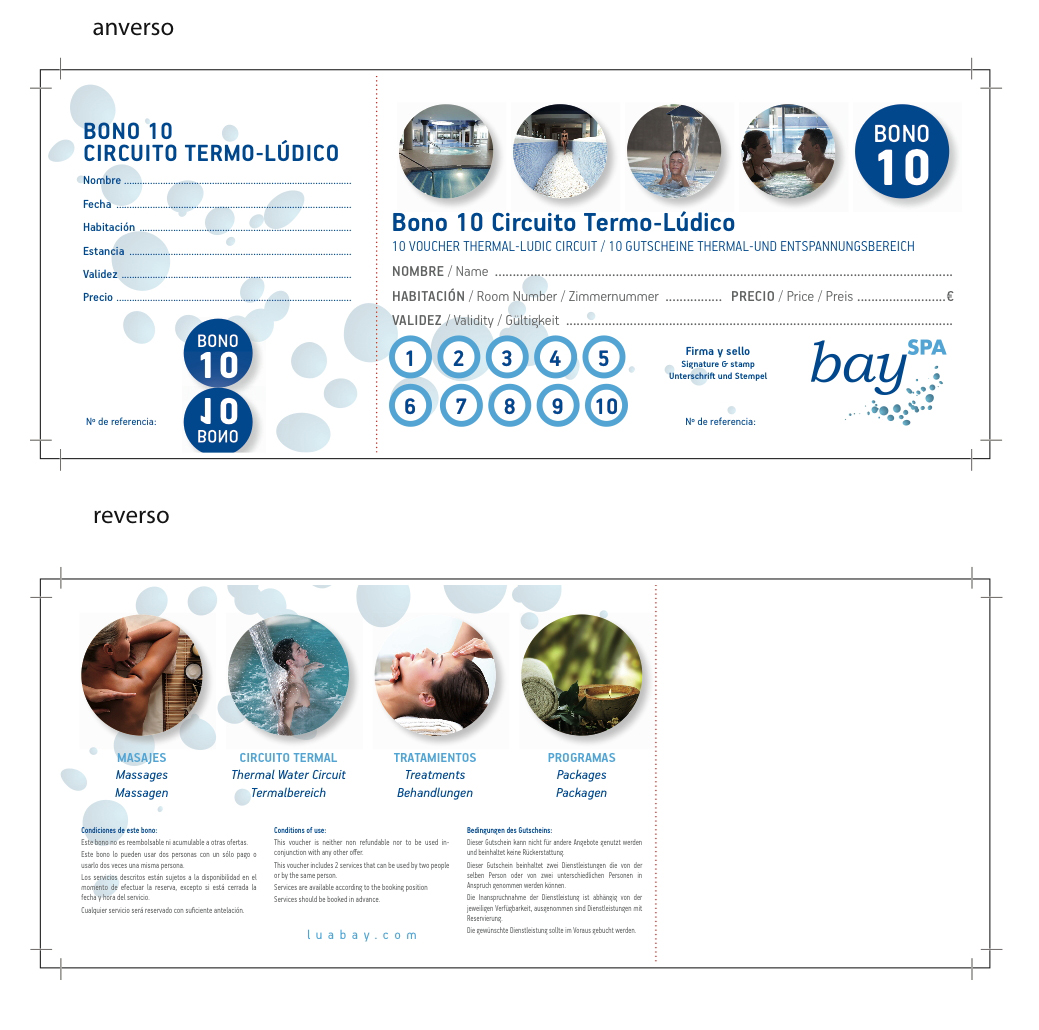 anverso
BONO 10
CIRCUITO TERMO-LÚDICO
Nombre
Fecha
Habitación
Estancia
Validez
Precio
BONO
10
10
BONO
Nº de referencia:
BONO
10
Bono 10 Circuito Termo-Lúdico
10 VOUCHER THERMAL-LUDIC CIRCUIT / 10 GUTSCHEINE THERMAL-UND ENTSPANNUNGSBEREICH
NOMBRE / Name
HABITACIÓN / Room Number / Zimmernummer PRECIO / Price / Preis €
VALIDEZ / Validity / Gültigkeit
1 2 3 4 5
6 7 8 9 10
Firma y sello
Signature & stamp
Unterschrift und Stempel
Nº de referencia:
bay SPA
reverso
MASAJES
Massages
Massagen
CIRCUITO TERMAL
Thermal Water Circuit
Termalbereich
TRATAMIENTOS
Treatments
Behandlungen
PROGRAMAS
Packages
Packagen
Condiciones de este bono:
Este bono no es reembolsable ni acumulable a otras ofertas.
Este bono lo pueden usar dos personas con un sólo pago o
usarlo dos veces una misma persona.
Los servicios descritos están sujetos a la disponibilidad en el
momento de efectuar la reserva, excepto si está cerrada la
fecha y hora del servicio.
Cualquier servicio será reservado con suficiente antelación.
Conditions of use:
This voucher is neither non refundable nor to be used in-
conjunction with any other offer.
This voucher includes 2 services that can be used by two people
or by the same person.
Services are available according to the booking position
Services should be booked in advance.
Bedingungen des Gutscheins:
Dieser Gutschein kann nicht für andere Angebote genutzt werden
und beinhaltet keine Rückerstattung.
Dieser Gutschein beinhaltet zwei Dienstleistungen die von der
selben Person oder von zwei unterschiedlichen Personen in
Anspruch genommen werden können.
Die Inanspruchnahme der Dienstleistung ist abhängig von der
jeweiligen Verfügbarkeit, ausgenommen sind Dienstleistungen mit
Reservierung.
Die gewünschte Dienstleistung sollte im Voraus gebucht werden.
luabay.com